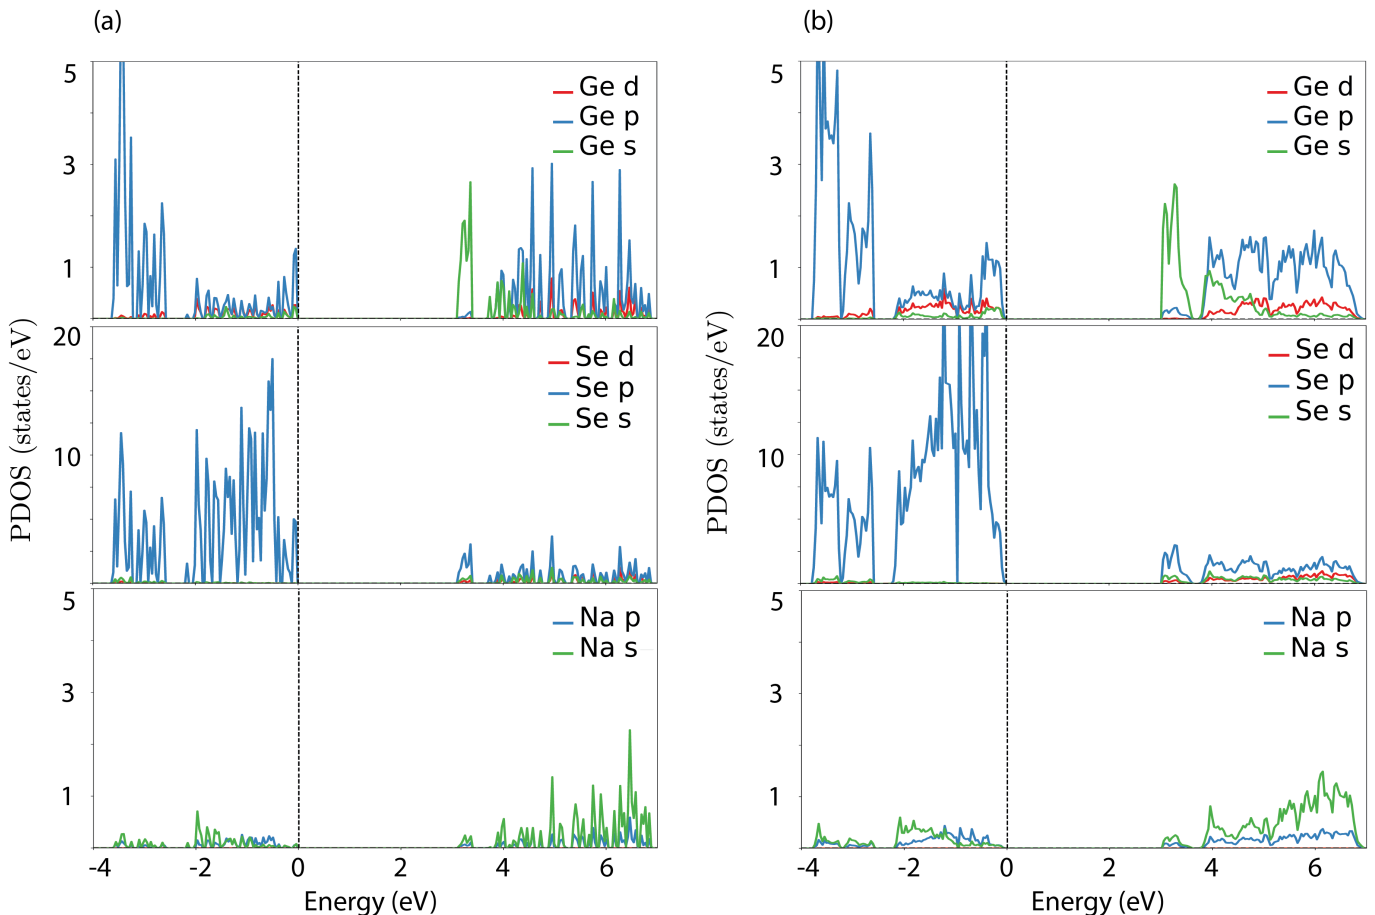 (a)
5
3
1
Ge d
Ge p
Ge s
20
10
Se d
Se p
Se s
5
3
1
Na p
Na s
-4
-2
0
2
4
6
PDOS (states/eV)
Energy (eV)
(b)
5
3
1
Ge d
Ge p
Ge s
20
10
Se d
Se p
Se s
5
3
1
Na p
Na s
-4
-2
0
2
4
6
PDOS (states/eV)
Energy (eV)